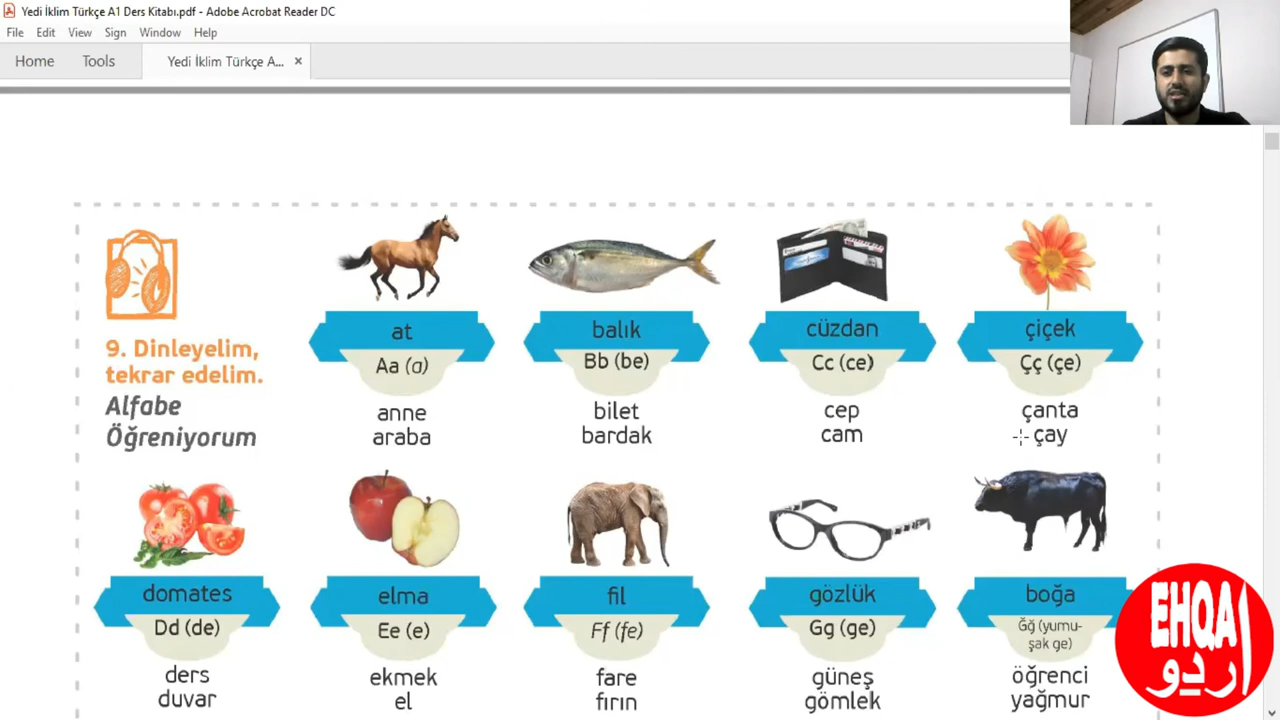 Yedi İklim Türkçe A1 Ders Kitabı.pdf - Adobe Acrobat Reader DC
File Edit View Sign Window Help
Home Tools Yedi İklim Türkçe A... ×
9. Dinleyelim,
tekrar edelim.
Alfabe
Öğreniyorum
at
Aa (a)
anne
araba
balık
Bb (be)
bilet
bardak
cüzdan
Cc (ce)
cep
cam
çiçek
Çç (çe)
çanta
çay
domates
Dd (de)
ders
duvar
elma
Ee (e)
ekmek
el
fil
Ff (fe)
fare
fırın
gözlük
Gg (ge)
güneş
gömlek
boğa
Ğğ (yumu-
şak ge)
öğrenci
yağmur
EHQA
اردو